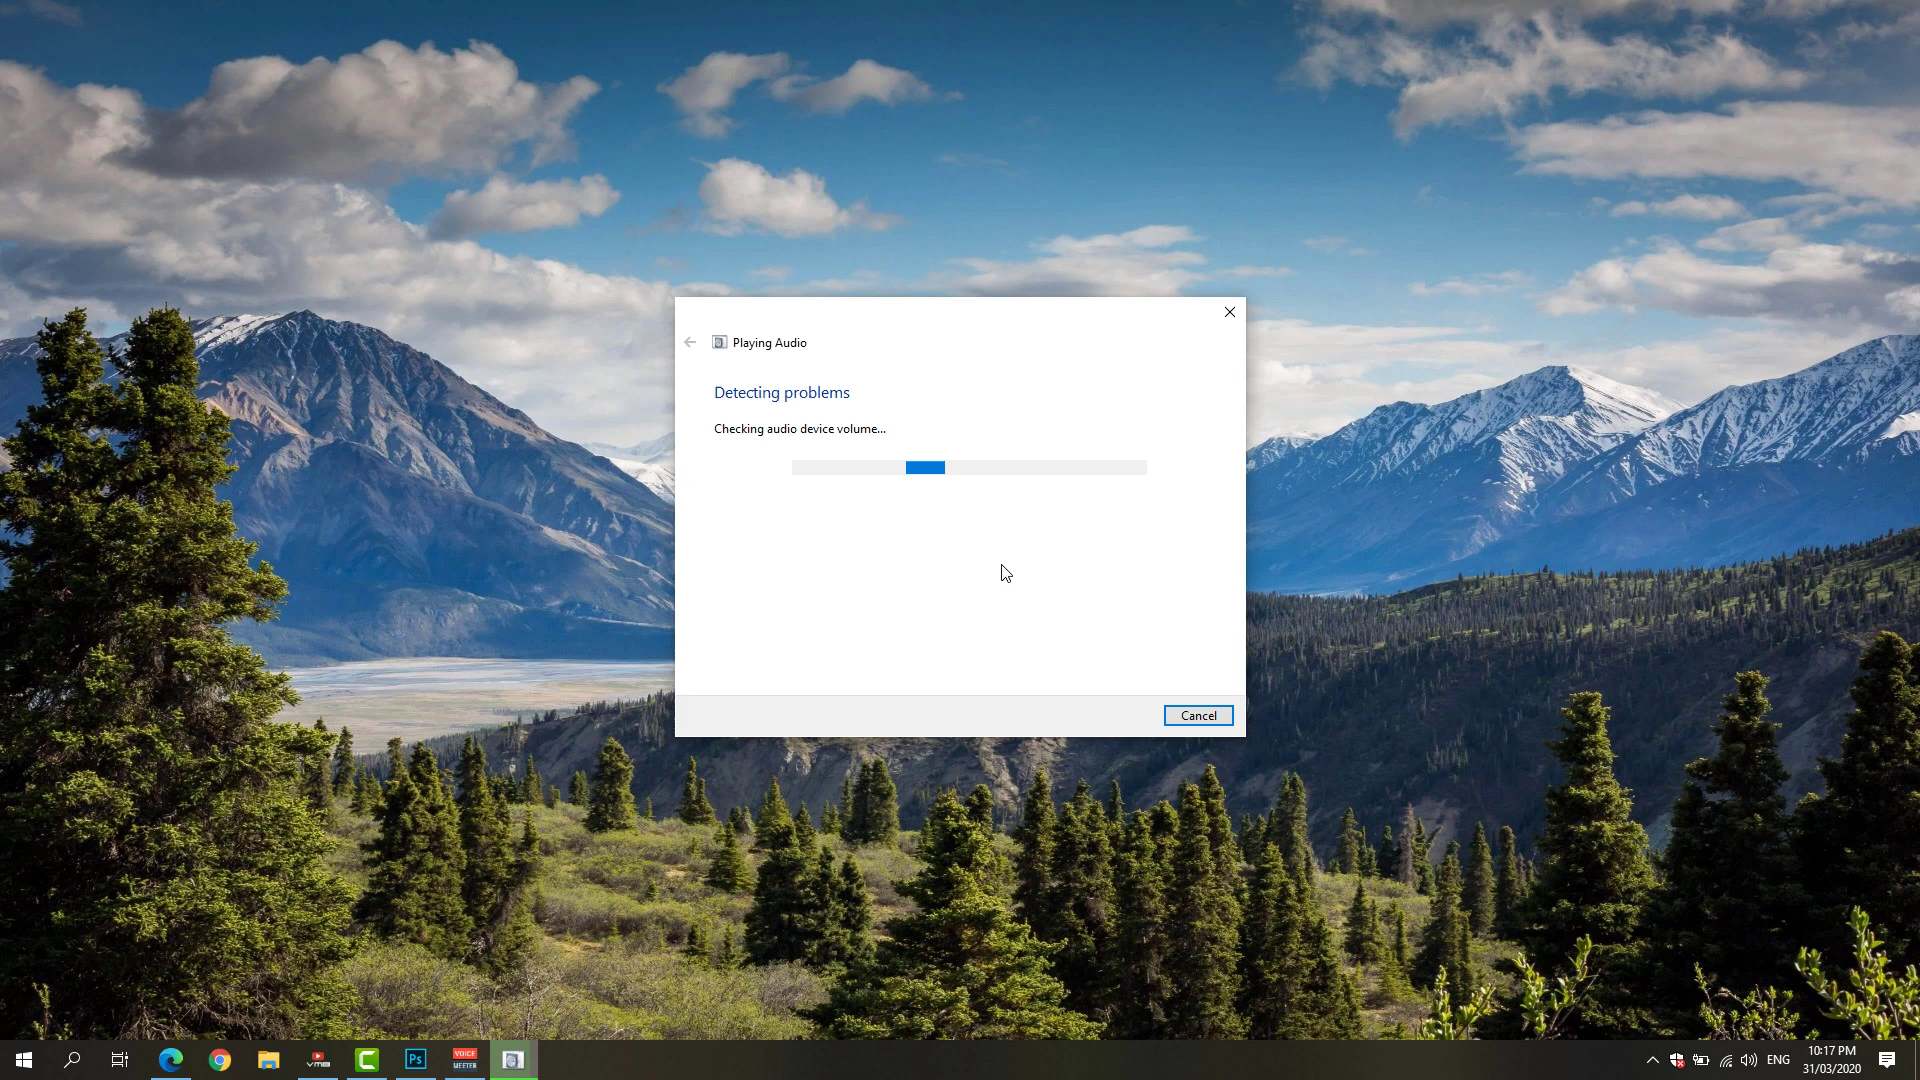 Playing Audio
Detecting problems
Checking audio device volume...
Cancel
VMB
Ps
VOICE
MEETER
ENG
10:17 PM
31/03/2020